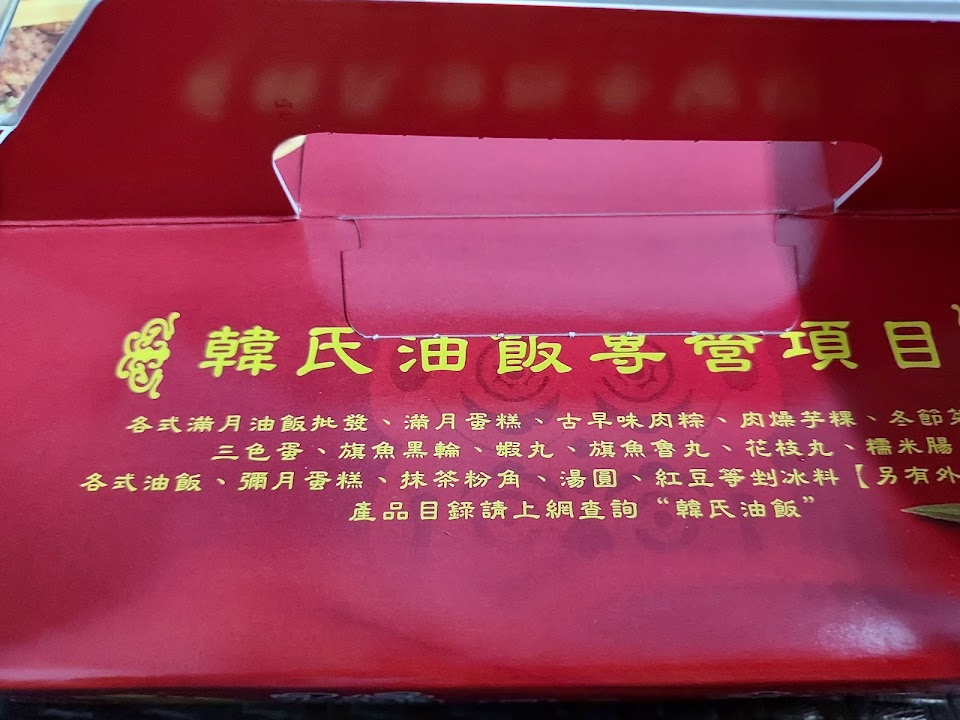 韓氏油飯專營項目
各式滿月油飯批發、滿月蛋糕、古早味肉粽、肉燥芋粿、冬節
三色蛋、旗魚黑輪、蝦丸、旗魚魯丸、花枝丸、糯米腸
各式油飯、彌月蛋糕、抹茶粉角、湯圓、紅豆等剉冰料【另有外
產品目錄請上網查詢“韓氏油飯”